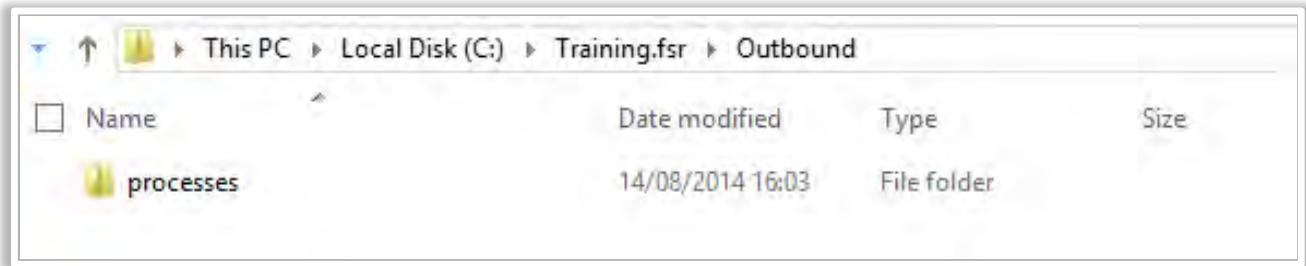 This PC Local Disk (C:) Training.fsr Outbound
Name Date modified Type Size
processes 14/08/2014 16:03 File folder